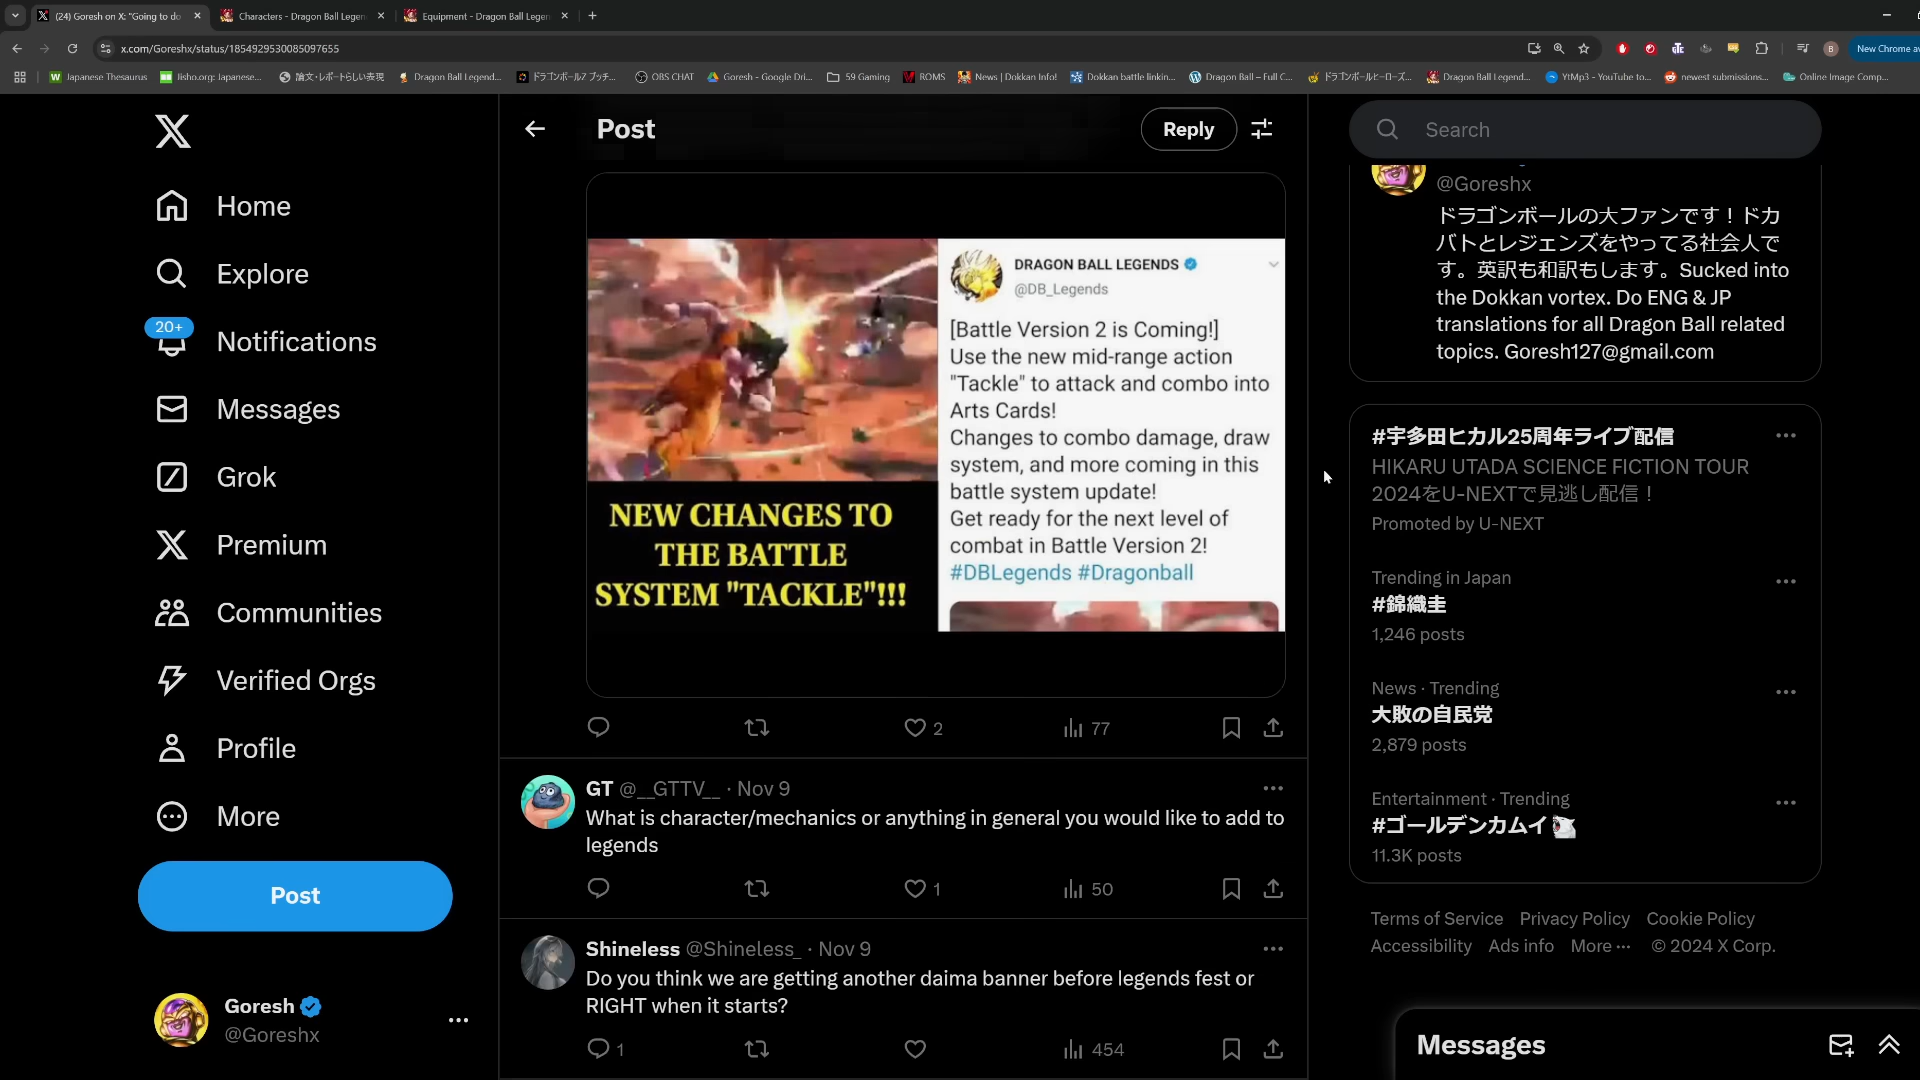 (24) Goresh on X: "Going to do
Characters - Dragon Ball Legen
Equipment - Dragon Ball Legen
x.com/Goreshx/status/1854929530085097655
New Chrome av
Japanese Thesaurus
Jisho.org: Japanese...
論文・レポートらしい表現
Dragon Ball Legend...
ドラゴンボールZ ブッチ...
OBS CHAT
Goresh - Google Dri...
59 Gaming
ROMS
News | Dokkan Info!
Dokkan battle linkin...
Dragon Ball – Full C...
ドラゴンボールヒーローズ...
Dragon Ball Legend...
Y!Mp3 - YouTube to...
newest submissions...
Online Image Comp...
Home
Explore
20+
Notifications
Messages
Grok
Premium
Communities
Verified Orgs
Profile
More
Post
Goresh
@Goreshx
Post
Reply
NEW CHANGES TO
THE BATTLE
SYSTEM "TACKLE"!!!
DRAGON BALL LEGENDS
@DB_Legends
[Battle Version 2 is Coming!]
Use the new mid-range action
"Tackle" to attack and combo into
Arts Cards!
Changes to combo damage, draw
system, and more coming in this
battle system update!
Get ready for the next level of
combat in Battle Version 2!
#DBLegends #Dragonball
2
77
GT @__GTTV__ · Nov 9
What is character/mechanics or anything in general you would like to add to
legends
1
50
Shineless @Shineless_ · Nov 9
Do you think we are getting another daima banner before legends fest or
RIGHT when it starts?
1
454
Search
@Goreshx
ドラゴンボールの大ファンです！ドカ
バトとレジェンズをやってる社会人で
す。英訳も和訳もします。Sucked into
the Dokkan vortex. Do ENG & JP
translations for all Dragon Ball related
topics. Goresh127@gmail.com
#宇多田ヒカル25周年ライブ配信
HIKARU UTADA SCIENCE FICTION TOUR
2024をU-NEXTで見逃し配信！
Promoted by U-NEXT
Trending in Japan
#錦織圭
1,246 posts
News · Trending
大敗の自民党
2,879 posts
Entertainment · Trending
#ゴールデンカムイ
11.3K posts
Terms of Service Privacy Policy Cookie Policy
Accessibility Ads info More ··· © 2024 X Corp.
Messages